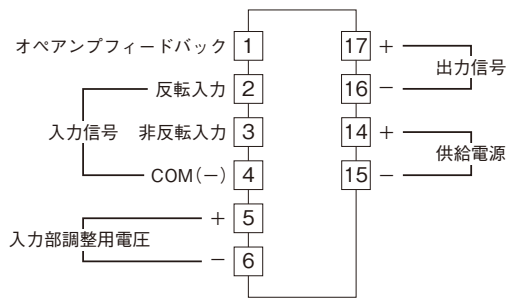 オペアンプフィードバック 1
17 +
反転入力 2
16 −
出力信号
入力信号
非反転入力 3
14 +
COM(−) 4
15 −
供給電源
+ 5
入力部調整用電圧
− 6